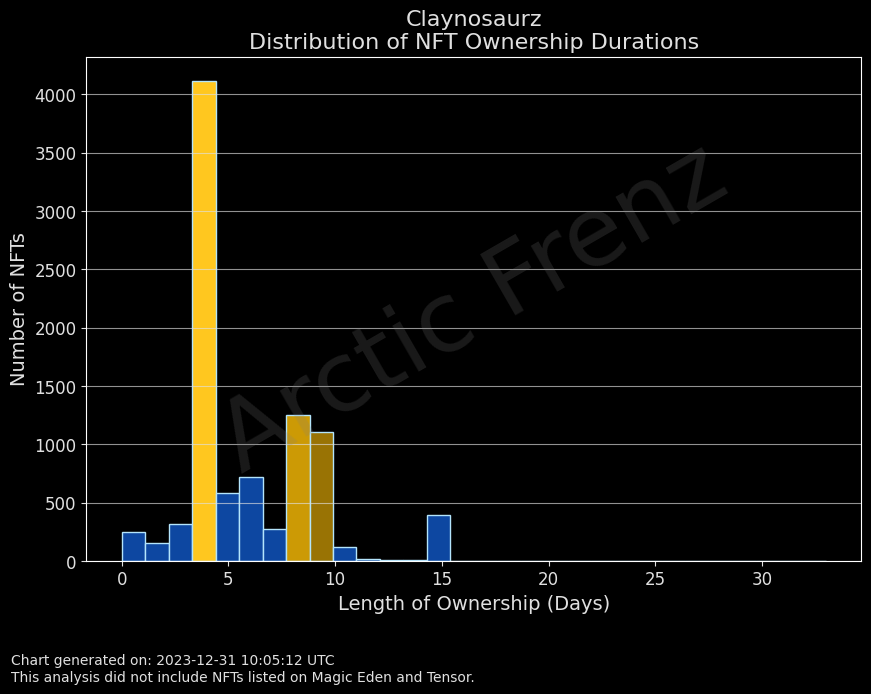 Claynosaurz
Distribution of NFT Ownership Durations
Number of NFTs
4000
3500
3000
2500
2000
1500
1000
500
0
Arctic Frenz
0 5 10 15 20 25 30
Length of Ownership (Days)
Chart generated on: 2023-12-31 10:05:12 UTC
This analysis did not include NFTs listed on Magic Eden and Tensor.